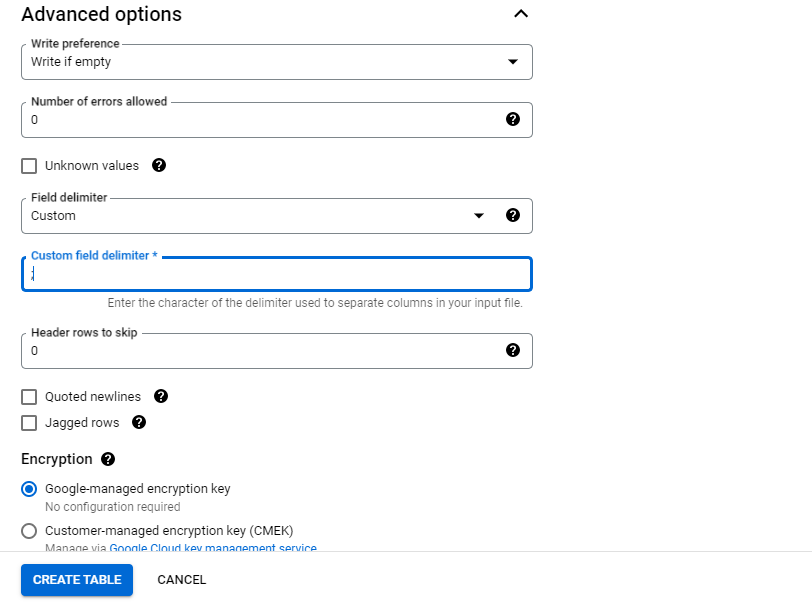 Advanced options
Write preference
Write if empty
Number of errors allowed
0
Unknown values
Field delimiter
Custom
Custom field delimiter *
;
Enter the character of the delimiter used to separate columns in your input file.
Header rows to skip
0
Quoted newlines
Jagged rows
Encryption
Google-managed encryption key
No configuration required
Customer-managed encryption key (CMEK)
Manage via Google Cloud key management service
CREATE TABLE CANCEL